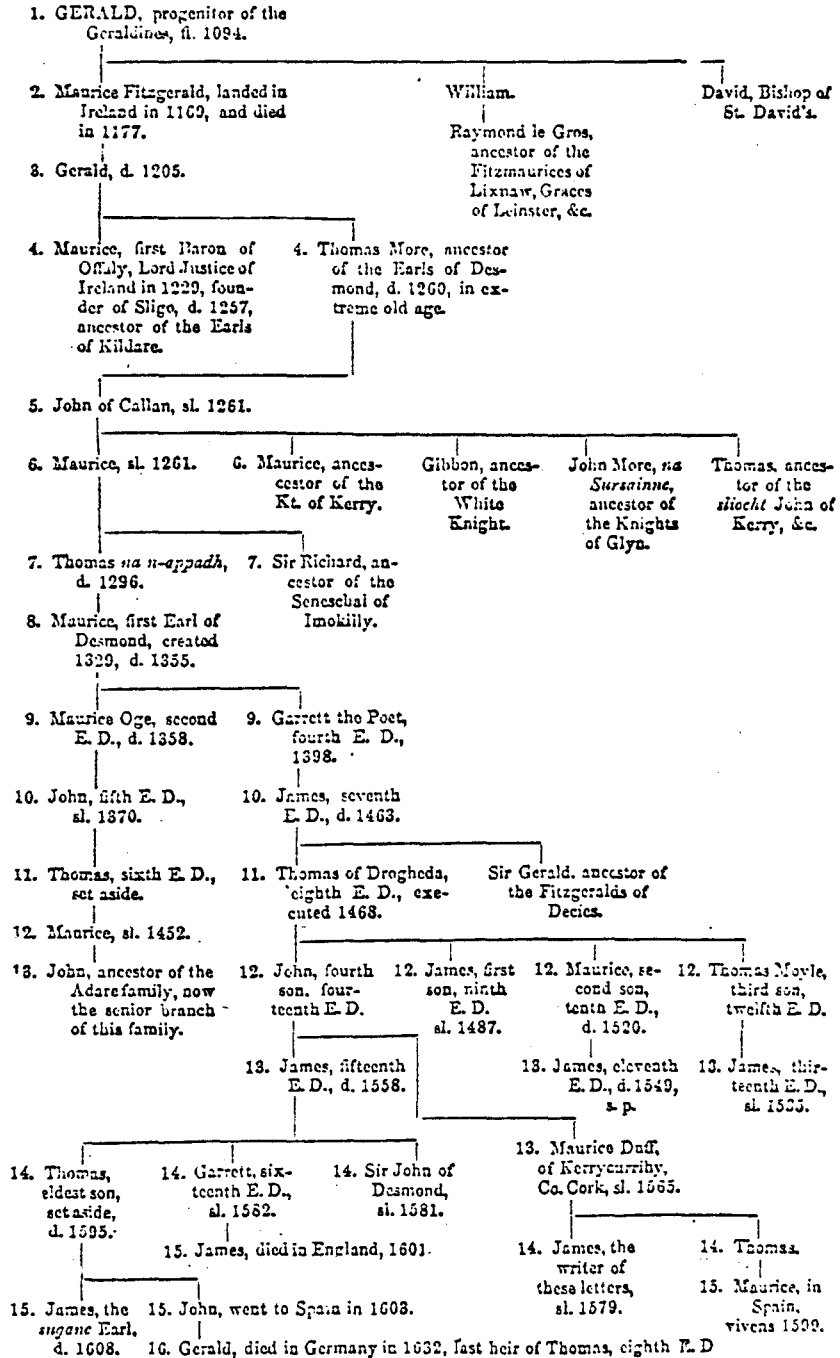 1. GERALD, progenitor of the
Geraldines, fl. 1094.
2. Maurice Fitzgerald, landed in
Ireland in 1169, and died
in 1177.
William.
Raymond le Gros,
ancestor of the
Fitzmaurices of
Lixnaw, Graces
of Leinster, &c.
David, Bishop of
St. David's.
3. Gerald, d. 1205.
4. Maurice, first Baron of
Offaly, Lord Justice of
Ireland in 1229, foun-
der of Sligo, d. 1257,
ancestor of the Earls
of Kildare.
4. Thomas More, ancestor
of the Earls of Des-
mond, d. 1260, in ex-
treme old age.
5. John of Callan, sl. 1261.
6. Maurice, sl. 1261.
6. Maurice, ances-
cestor of the
Kt. of Kerry.
Gibbon, ances-
tor of the
White
Knight.
John More, na
Sursainne,
ancestor of
the Knights
of Glyn.
Thomas, ances-
tor of the
sliocht John of
Kerry, &c.
7. Thomas na n-appadh,
d. 1296.
7. Sir Richard, an-
cestor of the
Seneschal of
Imokilly.
8. Maurice, first Earl of
Desmond, created
1329, d. 1355.
9. Maurice Oge, second
E. D., d. 1358.
9. Garrett the Poet,
fourth E. D.,
1398.
10. John, fifth E. D.,
sl. 1370.
10. James, seventh
E. D., d. 1463.
11. Thomas, sixth E. D.,
set aside.
11. Thomas of Drogheda,
eighth E. D., exe-
cuted 1468.
Sir Gerald, ancestor of
the Fitzgeralds of
Decies.
12. Maurice, sl. 1452.
13. John, ancestor of the
Adare family, now
the senior branch
of this family.
12. John, fourth
son, four-
teenth E. D.
12. James, first
son, ninth
E. D.
sl. 1487.
12. Maurice, se-
cond son,
tenth E. D.,
d. 1520.
12. Thomas Moyle,
third son,
twelfth E. D.
13. James, fifteenth
E. D., d. 1558.
13. James, eleventh
E. D., d. 1549,
s. p.
13. James, thir-
teenth E. D.,
sl.
14. Thomas,
eldest son,
set aside,
d. 1595.
14. Garrett, six-
teenth E. D.,
sl. 1582.
14. Sir John of
Desmond,
sl. 1581.
13. Maurice Duff,
of Kerrycurrihy,
Co. Cork, sl. 1565.
15. James, died in England, 1601.
14. James, the
writer of
these letters,
sl. 1579.
14. Thomas.
15. Maurice, in
Spain,
vivens 1599.
15. James, the
sugane Earl,
d. 1608.
15. John, went to Spain in 1603.
16. Gerald, died in Germany in 1632, last heir of Thomas, eighth E. D